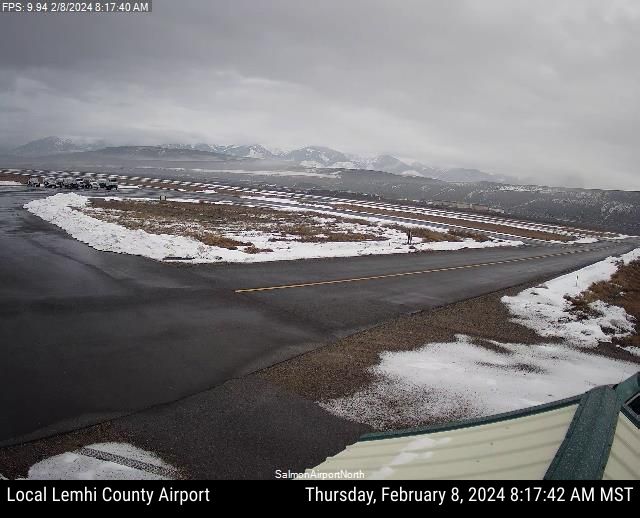 FPS: 9.94 2/8/2024 8:17:40 AM
SalmonAirportNorth
Local Lemhi County Airport Thursday, February 8, 2024 8:17:42 AM MST